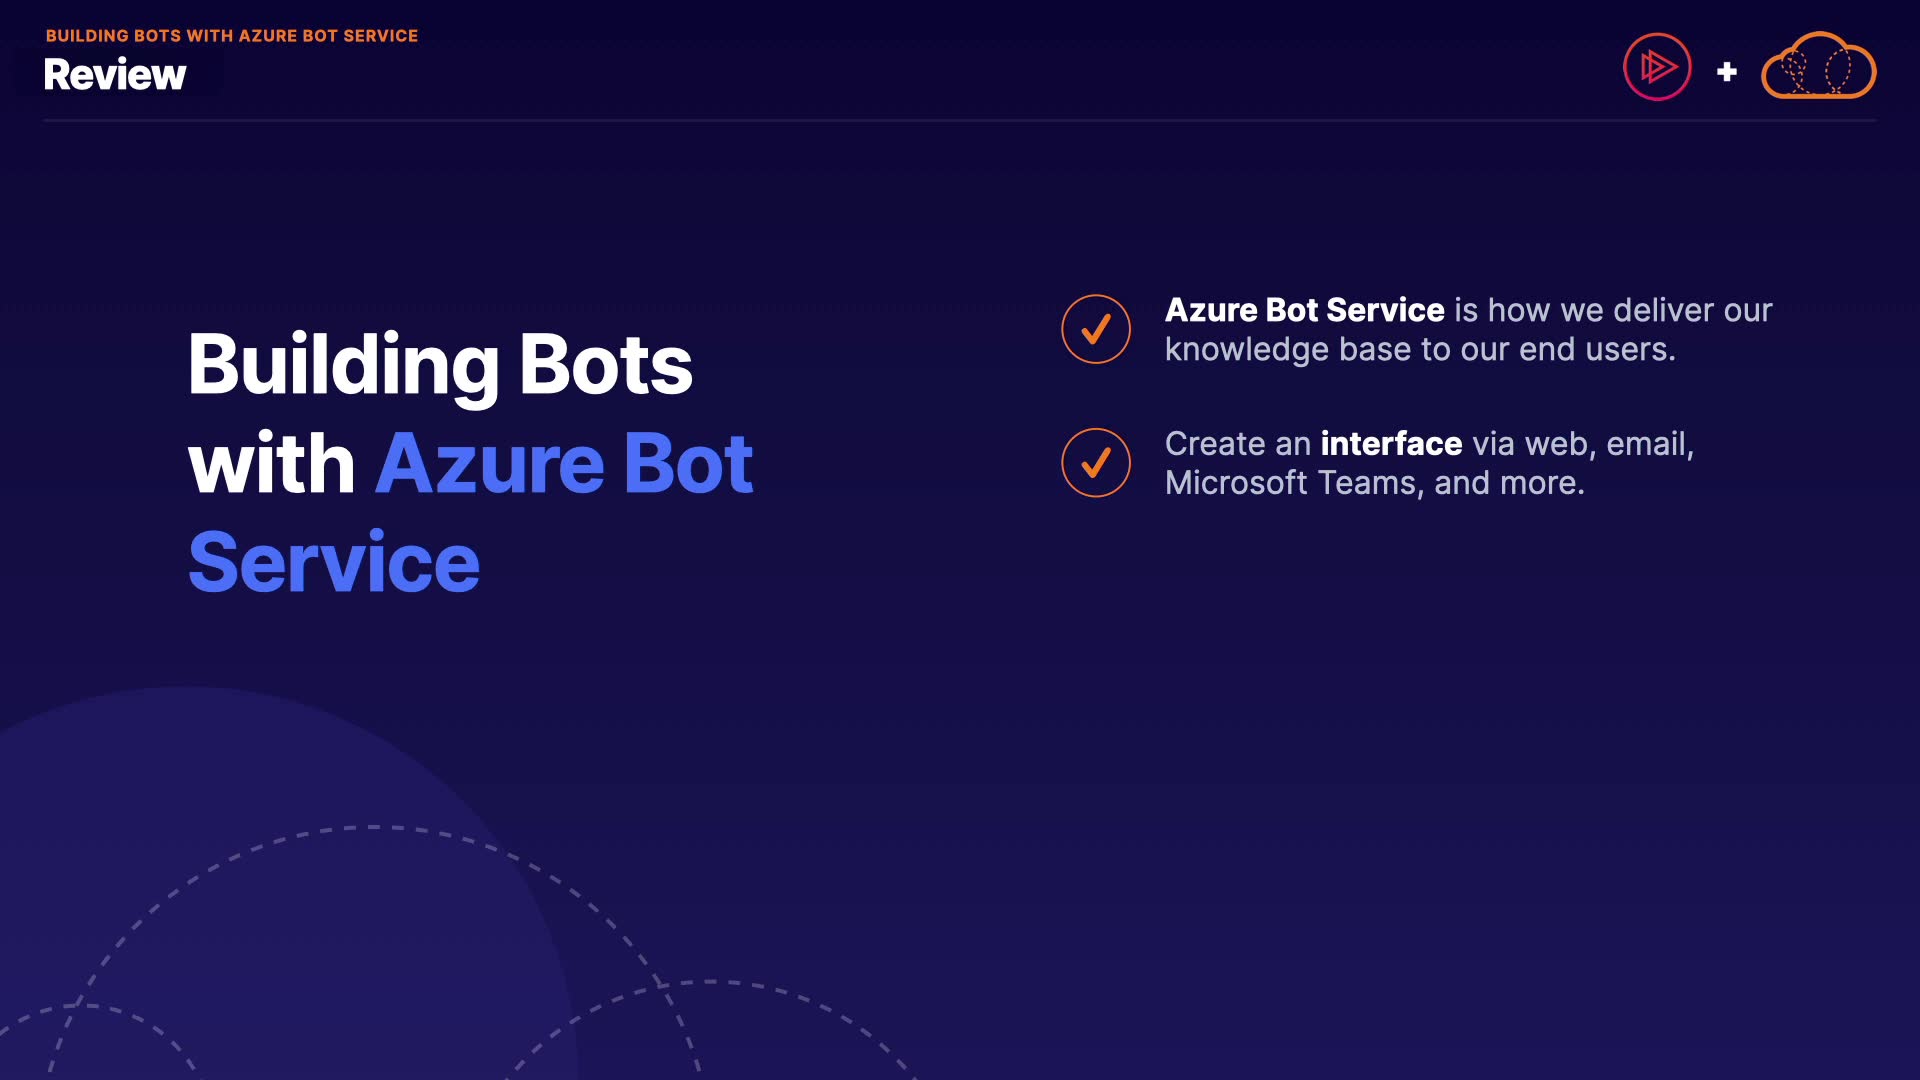 BUILDING BOTS WITH AZURE BOT SERVICE
Review
Building Bots
with Azure Bot
Service
Azure Bot Service is how we deliver our
knowledge base to our end users.
Create an interface via web, email,
Microsoft Teams, and more.